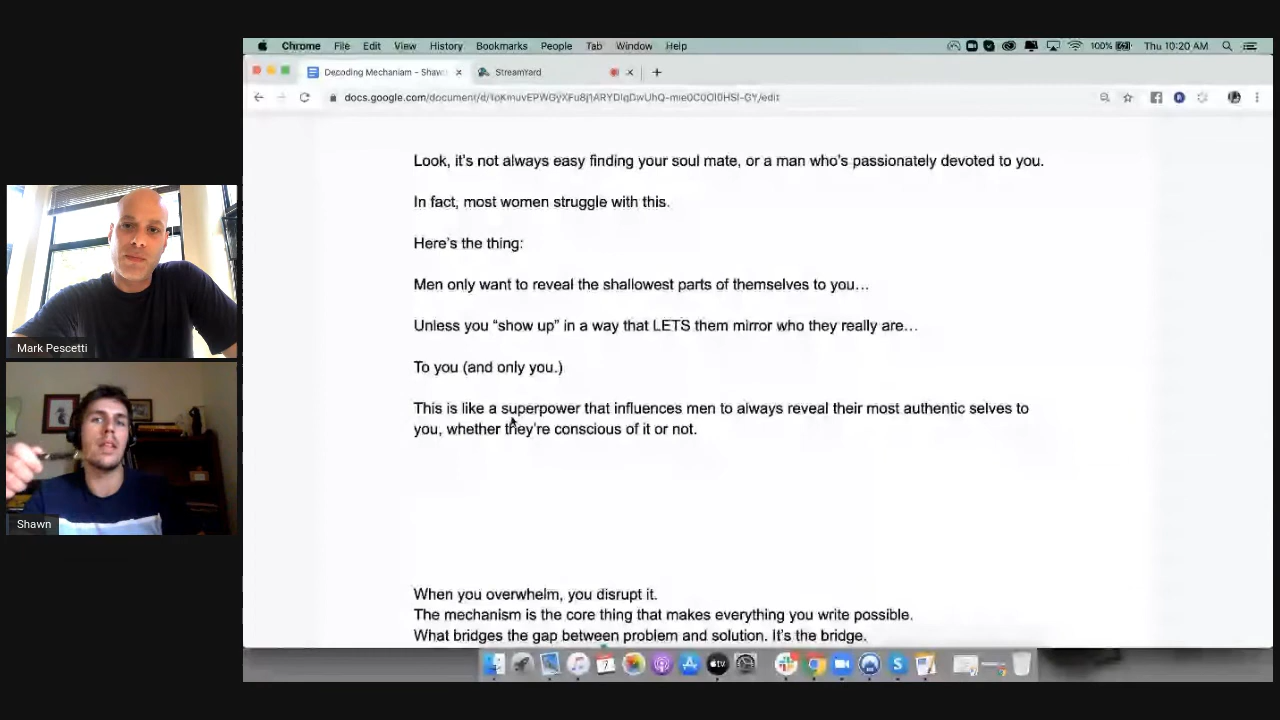 Chrome File Edit View History Bookmarks People Tab Window Help
100% Thu 10:20 AM
Decoding Mechanism - Shaw
StreamYard
Look, it's not always easy finding your soul mate, or a man who's passionately devoted to you.
In fact, most women struggle with this.
Here's the thing:
Men only want to reveal the shallowest parts of themselves to you…
Unless you “show up” in a way that LETS them mirror who they really are…
To you (and only you.)
This is like a superpower that influences men to always reveal their most authentic selves to
you, whether they're conscious of it or not.
When you overwhelm, you disrupt it.
The mechanism is the core thing that makes everything you write possible.
What bridges the gap between problem and solution. It's the bridge.
Mark Pescetti
Shawn